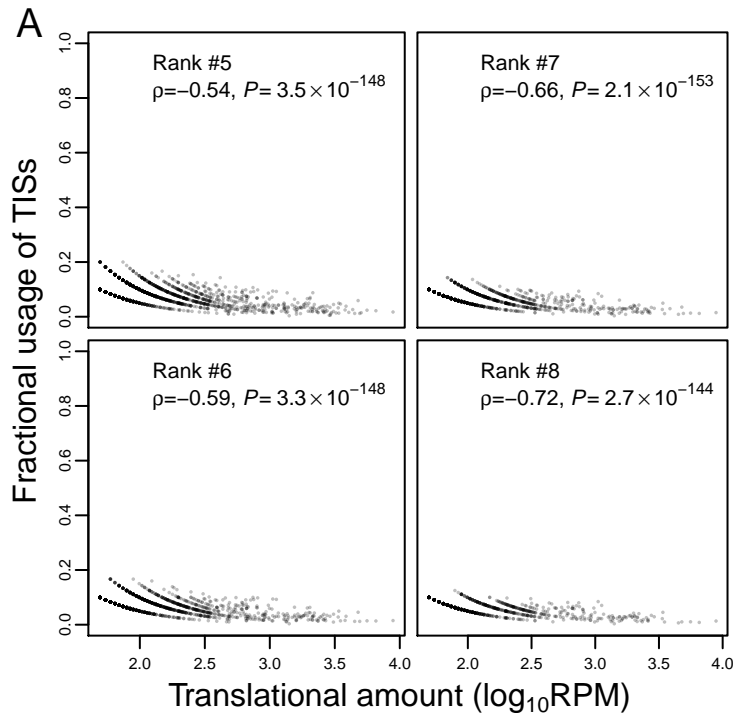 A
Rank #5
ρ=−0.54, P= 3.5×10−148
Rank #7
ρ=−0.66, P= 2.1×10−153
Rank #6
ρ=−0.59, P= 3.3×10−148
Rank #8
ρ=−0.72, P= 2.7×10−144
Fractional usage of TISs
1.0
0.8
0.6
0.4
0.2
0.0
1.0
0.8
0.6
0.4
0.2
0.0
2.0 2.5 3.0 3.5 4.0 2.0 2.5 3.0 3.5 4.0
Translational amount (log10RPM)